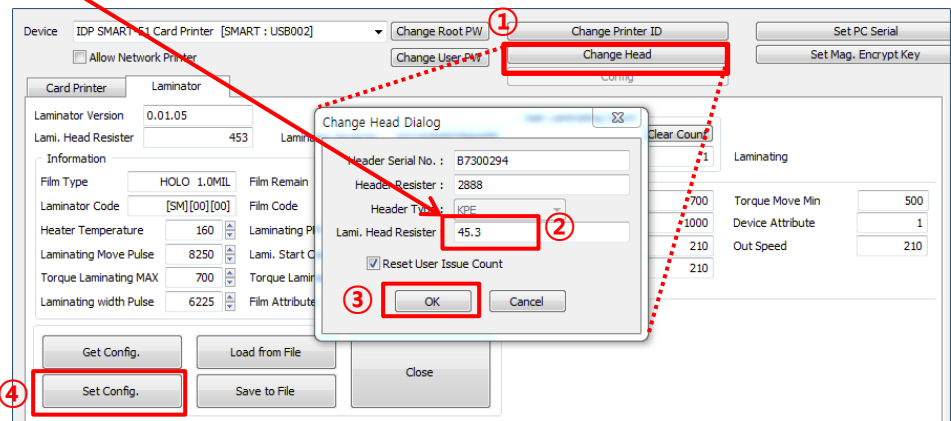 Device IDP SMART-51 Card Printer [SMART : USB002] Change Root PW ① Change Printer ID Set PC Serial
Allow Network Printer Change User PW Change Head Set Mag. Encrypt Key
Config
Card Printer Laminator
Laminator Version 0.01.05 Change Head Dialog
Lami. Head Resister 453 Clear Count
Information Header Serial No. : B7300294 1 Laminating
Film Type HOLO 1.0MIL Film Remain Header Resister : 2888 700 Torque Move Min 500
Laminator Code [SM][00][00] Film Code Header Type : KPE 1000 Device Attribute 1
Heater Temperature 160 Lami. Head Resister 45.3 ② 210 Out Speed 210
Laminating Move Pulse 8250 Lami. Start Reset User Issue Count 210
Torque Laminating MAX 700 Torque ③ OK Cancel
Laminating width Pulse 6225 Film Attribute
Get Config. Load from File Close
④ Set Config. Save to File